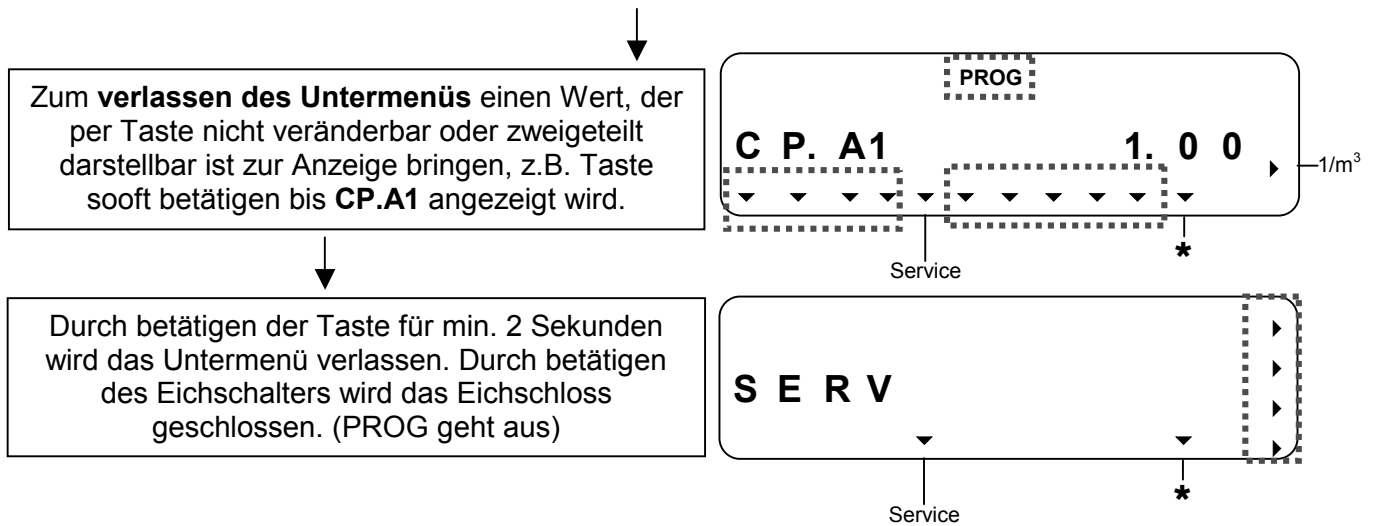 Zum verlassen des Untermenüs einen Wert, der
per Taste nicht veränderbar oder zweigeteilt
darstellbar ist zur Anzeige bringen, z.B. Taste
sooft betätigen bis CP.A1 angezeigt wird.
PROG
C P. A1 1. 0 0
1/m³
Service
*
Durch betätigen der Taste für min. 2 Sekunden
wird das Untermenü verlassen. Durch betätigen
des Eichschalters wird das Eichschloss
geschlossen. (PROG geht aus)
S E R V
Service
*